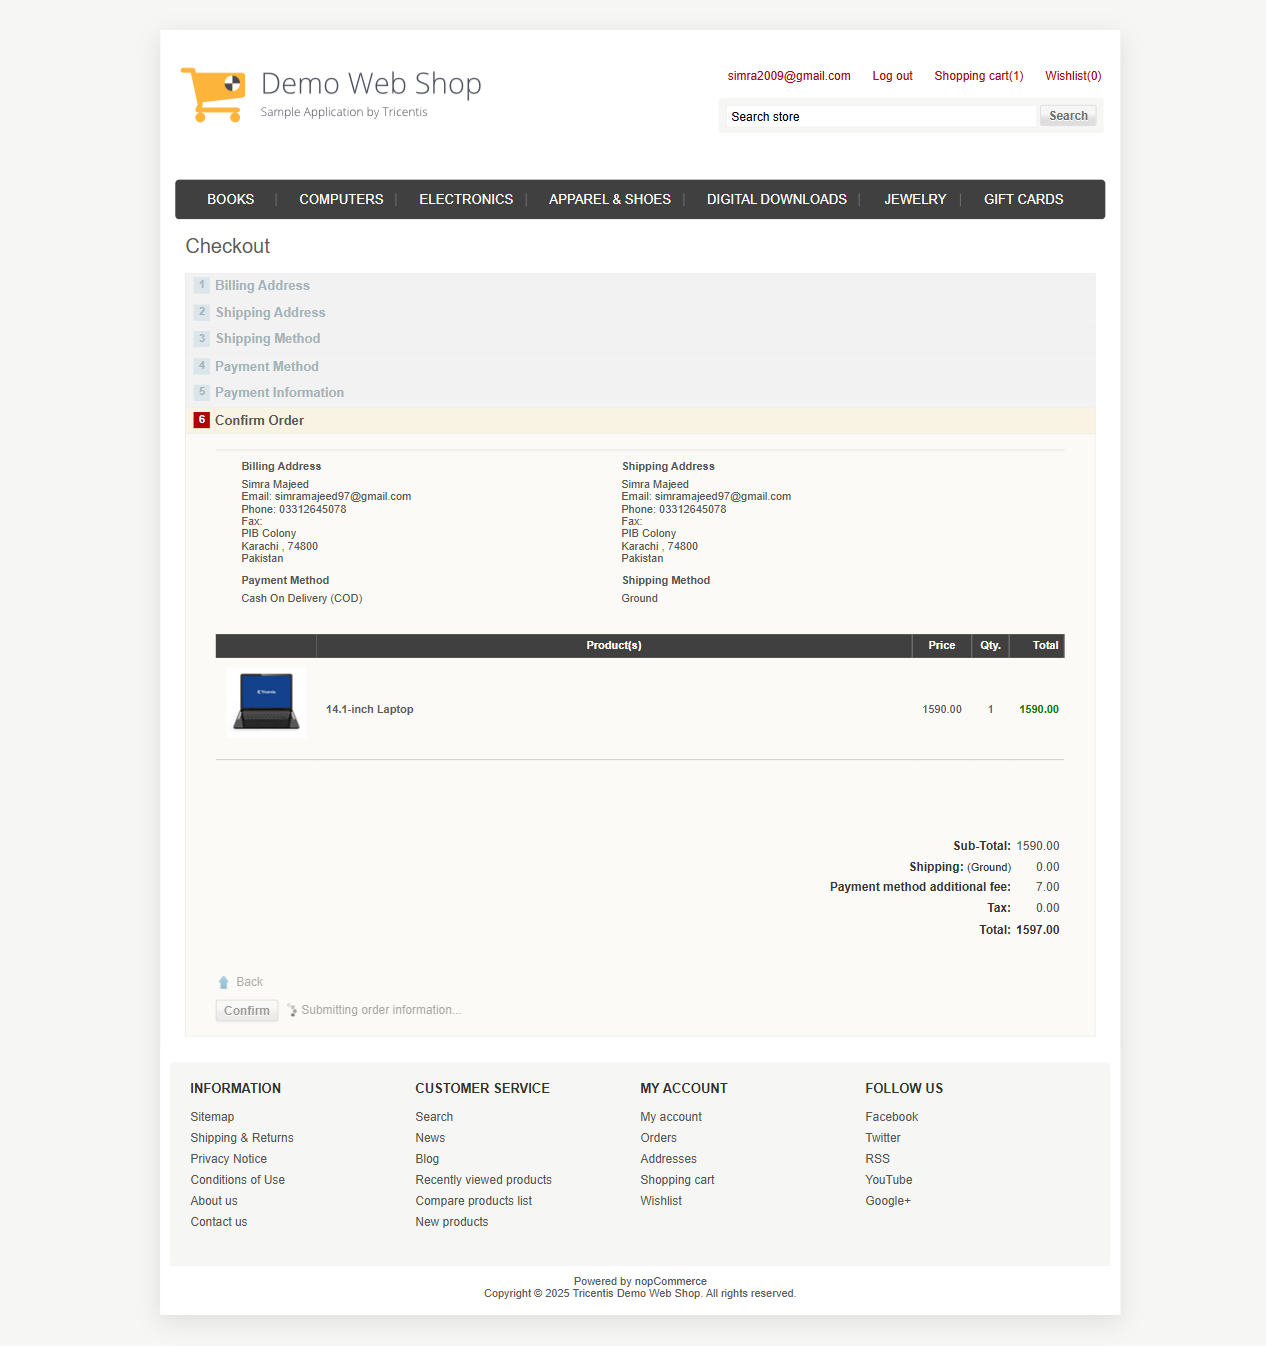 Demo Web Shop
Sample Application by Tricentis
simra2009@gmail.com Log out Shopping cart(1) Wishlist(0)
Search store Search
BOOKS COMPUTERS ELECTRONICS APPAREL & SHOES DIGITAL DOWNLOADS JEWELRY GIFT CARDS
Checkout
1 Billing Address
2 Shipping Address
3 Shipping Method
4 Payment Method
5 Payment Information
6 Confirm Order
Billing Address
Simra Majeed
Email: simramajeed97@gmail.com
Phone: 03312645078
Fax:
PIB Colony
Karachi , 74800
Pakistan
Payment Method
Cash On Delivery (COD)
Shipping Address
Simra Majeed
Email: simramajeed97@gmail.com
Phone: 03312645078
Fax:
PIB Colony
Karachi , 74800
Pakistan
Shipping Method
Ground
Product(s) Price Qty. Total
Tricentis
14.1-inch Laptop 1590.00 1 1590.00
Sub-Total: 1590.00
Shipping: (Ground) 0.00
Payment method additional fee: 7.00
Tax: 0.00
Total: 1597.00
Back
Confirm Submitting order information...
INFORMATION
Sitemap
Shipping & Returns
Privacy Notice
Conditions of Use
About us
Contact us
CUSTOMER SERVICE
Search
News
Blog
Recently viewed products
Compare products list
New products
MY ACCOUNT
My account
Orders
Addresses
Shopping cart
Wishlist
FOLLOW US
Facebook
Twitter
RSS
YouTube
Google+
Powered by nopCommerce
Copyright © 2025 Tricentis Demo Web Shop. All rights reserved.